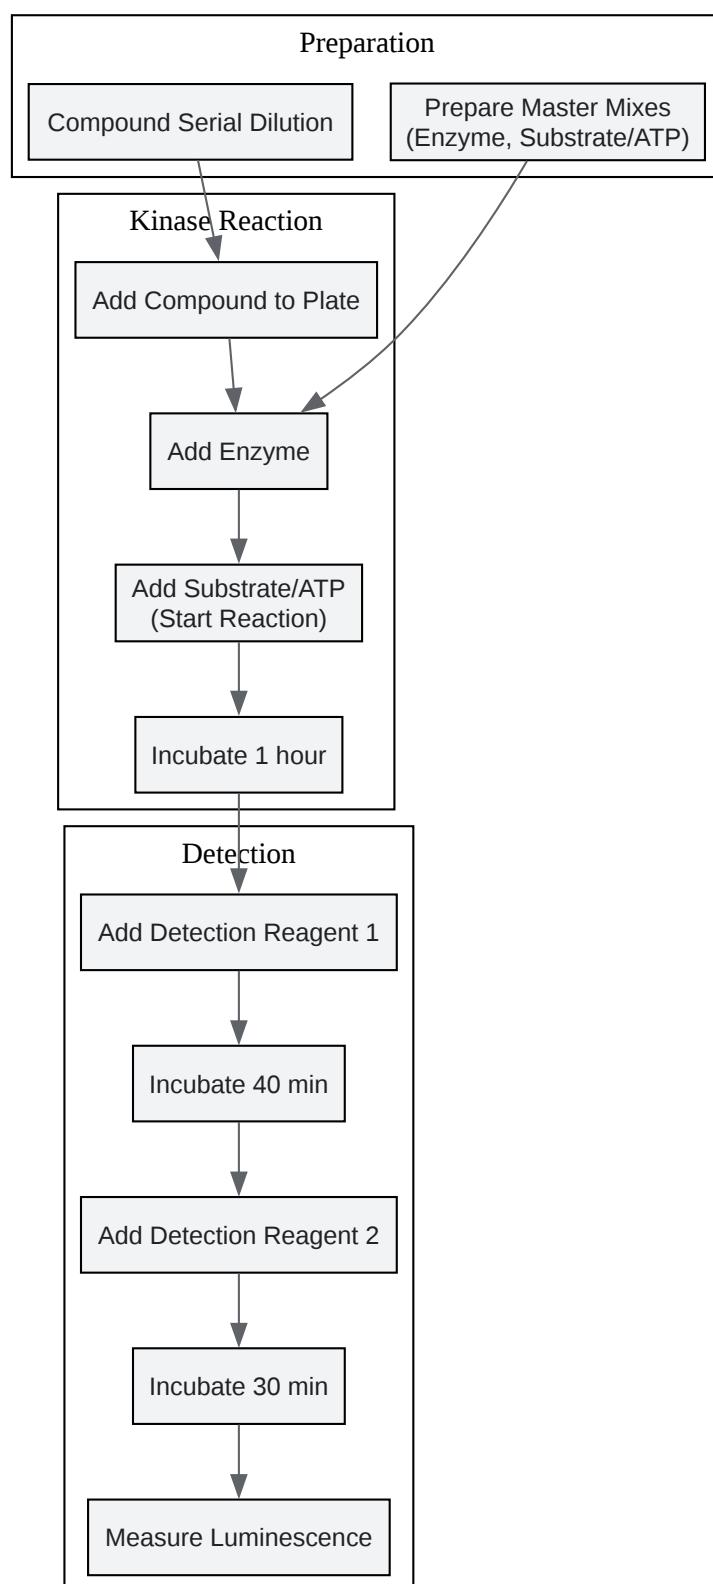 Preparation
Compound Serial Dilution
Prepare Master Mixes
(Enzyme, Substrate/ATP)
Kinase Reaction
Add Compound to Plate
Add Enzyme
Add Substrate/ATP
(Start Reaction)
Incubate 1 hour
Detection
Add Detection Reagent 1
Incubate 40 min
Add Detection Reagent 2
Incubate 30 min
Measure Luminescence